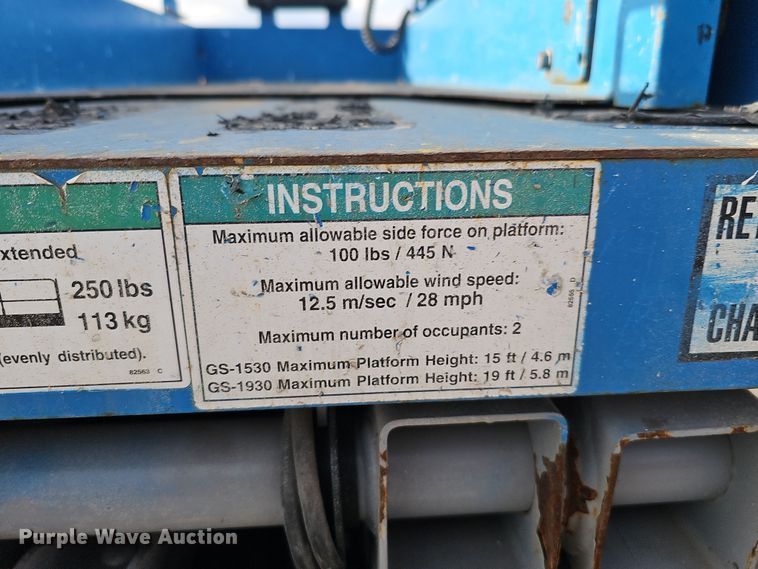 extended
250 lbs
113 kg
(evenly distributed).
82563 C
INSTRUCTIONS
Maximum allowable side force on platform:
100 lbs / 445 N
Maximum allowable wind speed:
12.5 m/sec / 28 mph
Maximum number of occupants: 2
GS-1530 Maximum Platform Height: 15 ft / 4.6 m
GS-1930 Maximum Platform Height: 19 ft / 5.8 m
82555 D
RE
CHA
Purple Wave Auction